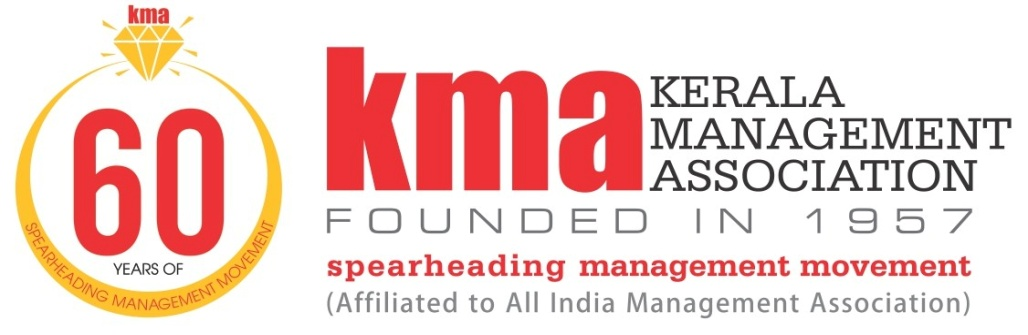 kma
60
YEARS OF
SPEARHEADING MANAGEMENT MOVEMENT
kma
KERALA
MANAGEMENT
ASSOCIATION
FOUNDED IN 1957
spearheading management movement
(Affiliated to All India Management Association)